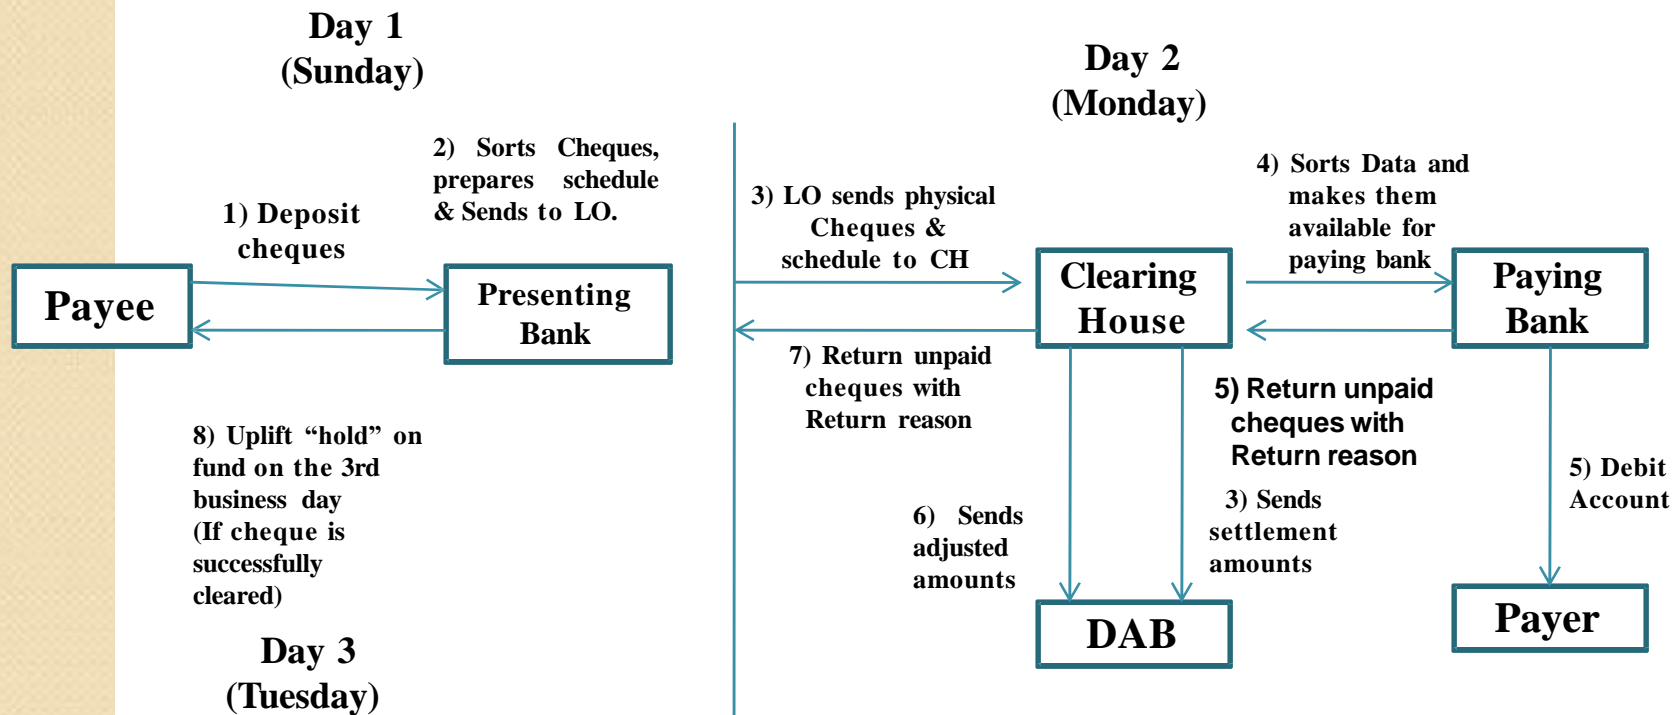 Day 1
(Sunday)
Day 2
(Monday)
2) Sorts Cheques,
prepares schedule
& Sends to LO.
1) Deposit
cheques
3) LO sends physical
Cheques &
schedule to CH
4) Sorts Data and
makes them
available for
paying bank
Payee
Presenting
Bank
Clearing
House
Paying
Bank
7) Return unpaid
cheques with
Return reason
5) Return unpaid
cheques with
Return reason
8) Uplift “hold” on
fund on the 3rd
business day
(If cheque is
successfully
cleared)
6) Sends
adjusted
amounts
3) Sends
settlement
amounts
5) Debit
Account
DAB
Payer
Day 3
(Tuesday)